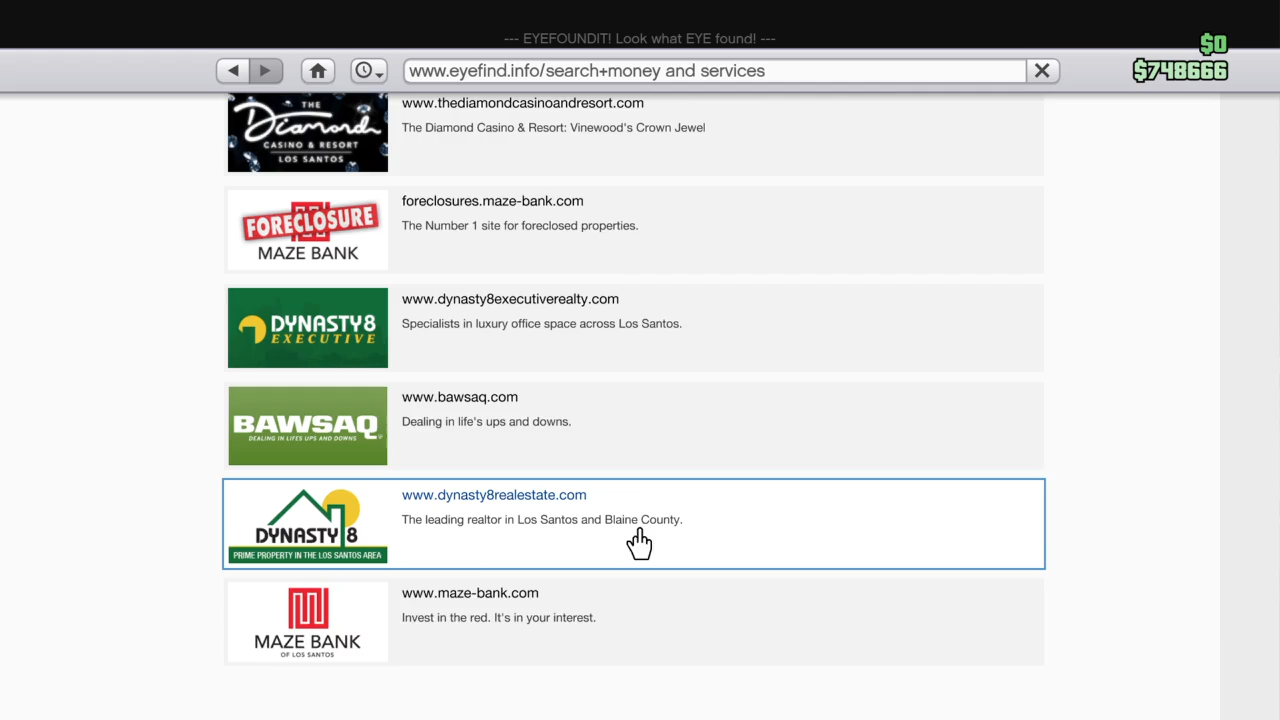 --- EYEFOUNDIT! Look what EYE found! ---
$0
www.eyefind.info/search+money and services
$748666
THE
Diamond
CASINO & RESORT
LOS SANTOS
www.thediamondcasinoandresort.com
The Diamond Casino & Resort: Vinewood's Crown Jewel
FORECLOSURE
MAZE BANK
foreclosures.maze-bank.com
The Number 1 site for foreclosed properties.
DYNASTY8
EXECUTIVE
www.dynasty8executiverealty.com
Specialists in luxury office space across Los Santos.
BAWSAQ
DEALING IN LIFES UPS AND DOWNS
www.bawsaq.com
Dealing in life's ups and downs.
DYNASTY 8
PRIME PROPERTY IN THE LOS SANTOS AREA
www.dynasty8realestate.com
The leading realtor in Los Santos and Blaine County.
MAZE BANK
OF LOS SANTOS
www.maze-bank.com
Invest in the red. It's in your interest.